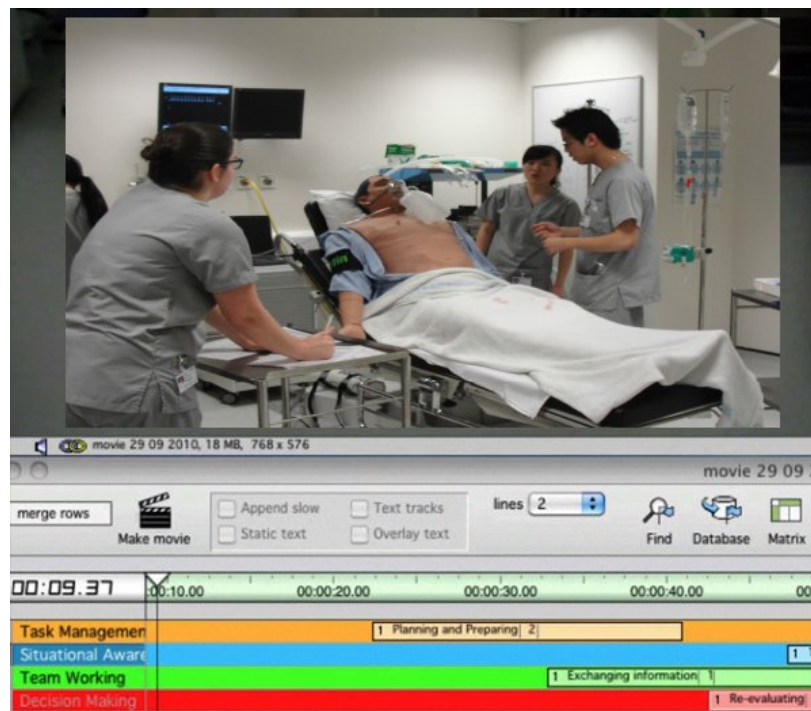 movie 29 09 2010, 18 MB, 768 x 576
movie 29 09
merge rows
Make movie
Append slow
Text tracks
Static text
Overlay text
lines 2
Find
Database
Matrix
00:09.37
00:10.00 00:00:20.00 00:00:30.00 00:00:40.00 00
Task Managemen 1 Planning and Preparing 2
Situational Aware 1
Team Working 1 Exchanging information 1
Decision Making 1 Re-evaluating